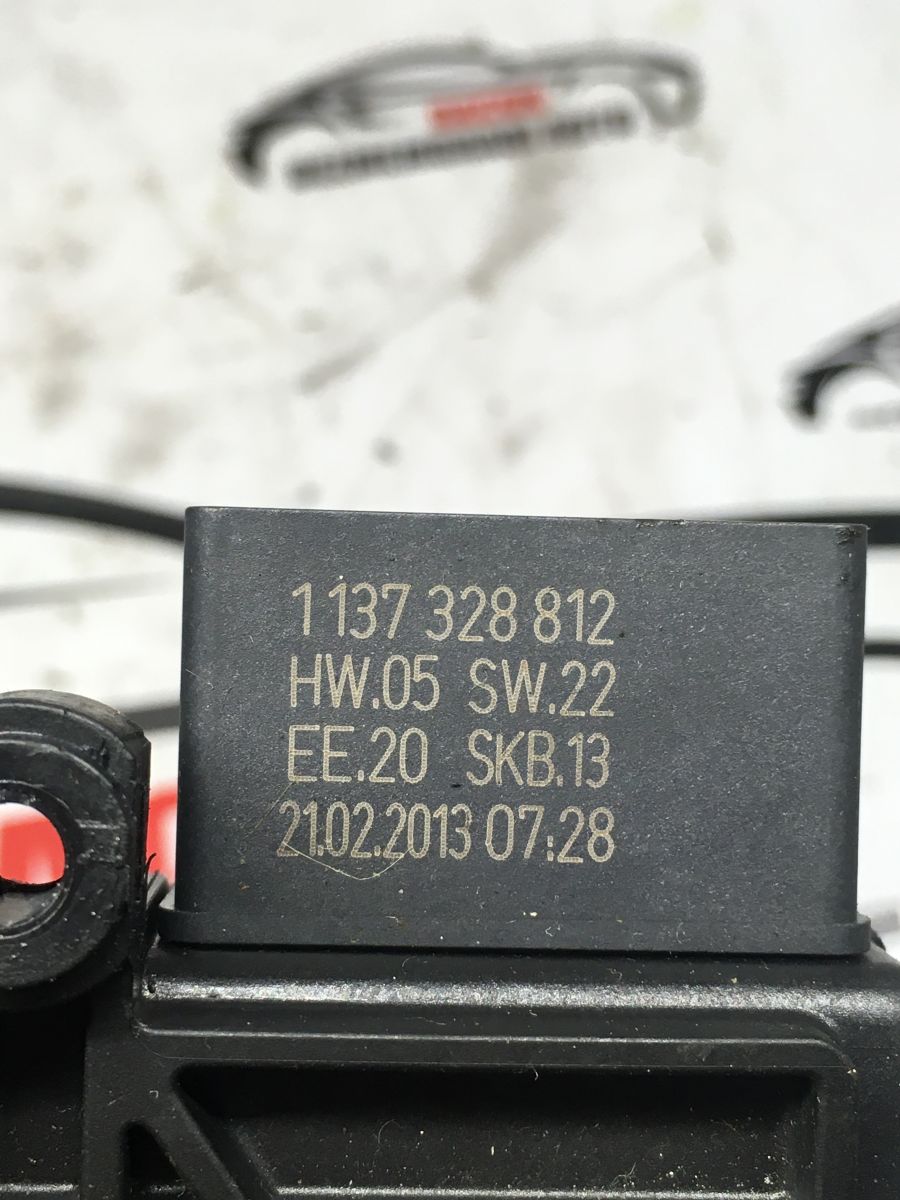 1 137 328 812
HW.05 SW.22
EE.20 SKB.13
21.02.2013 07:28